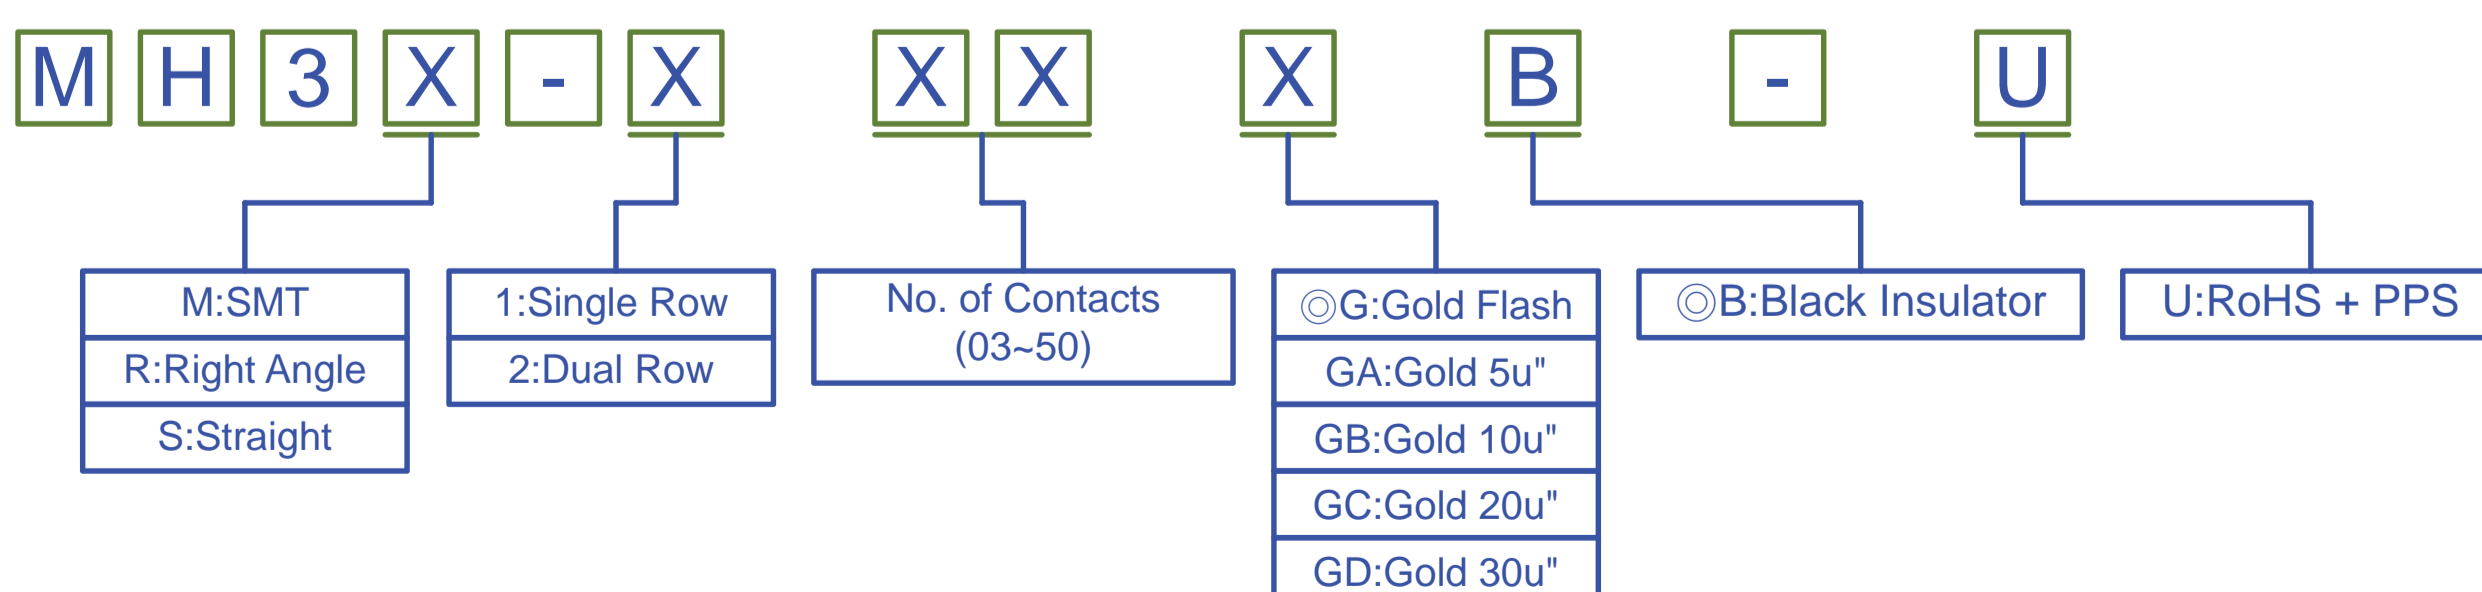 M H 3 X - X X X X B - U
M:SMT
R:Right Angle
S:Straight
1:Single Row
2:Dual Row
No. of Contacts
(03~50)
◎G:Gold Flash
GA:Gold 5u"
GB:Gold 10u"
GC:Gold 20u"
GD:Gold 30u"
◎B:Black Insulator
U:RoHS + PPS